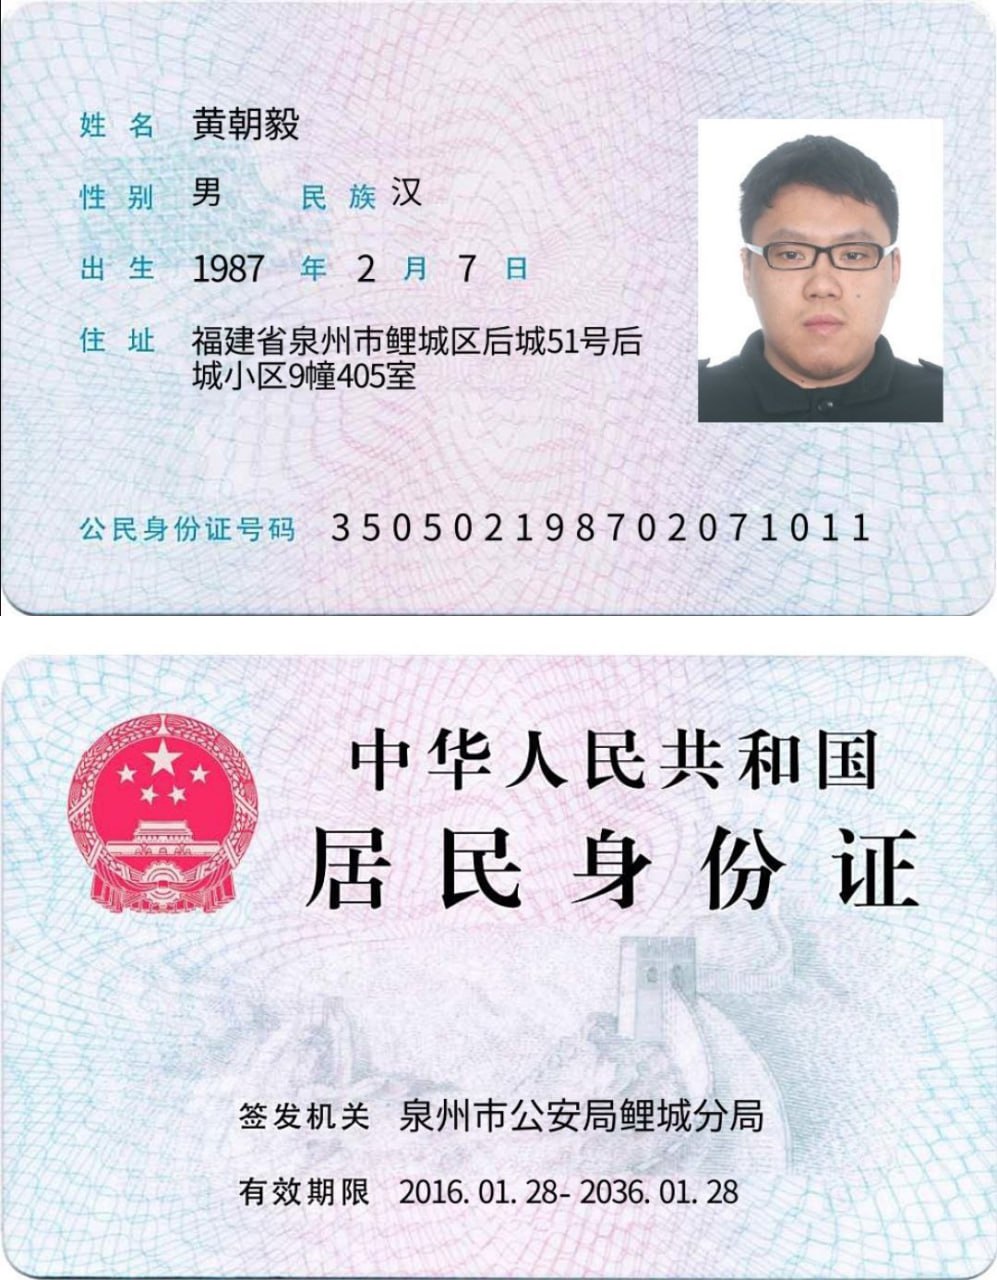 姓名 黄朝毅
性别 男 民族 汉
出生 1987 年 2 月 7 日
住址 福建省泉州市鲤城区后城51号后
城小区9幢405室
公民身份证号码 350502198702071011
中华人民共和国
居民身份证
签发机关 泉州市公安局鲤城分局
有效期限 2016.01.28-2036.01.28